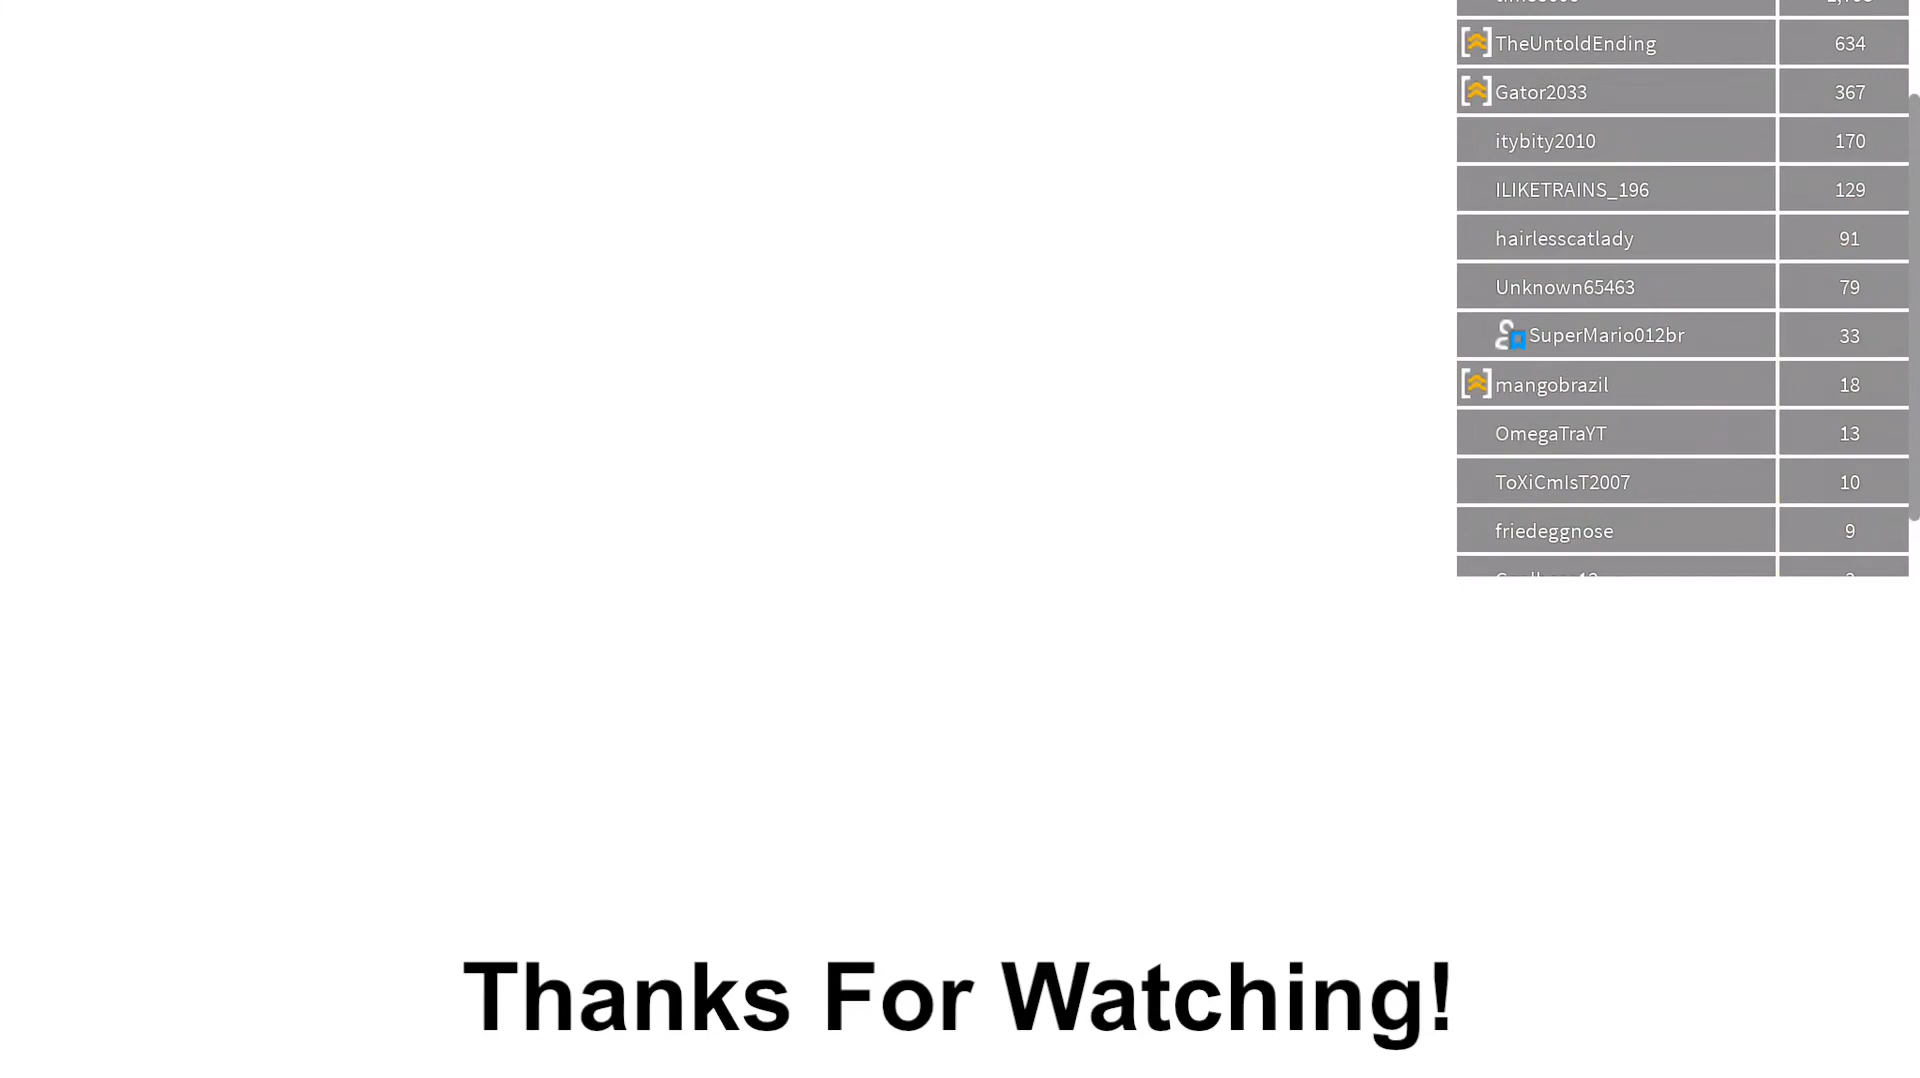 TheUntoldEnding 634
Gator2033 367
itybity2010 170
ILIKETRAINS_196 129
hairlesscatlady 91
Unknown65463 79
SuperMario012br 33
mangobrazil 18
OmegaTraYT 13
ToXiCmIsT2007 10
friedeggnose 9
Thanks For Watching!